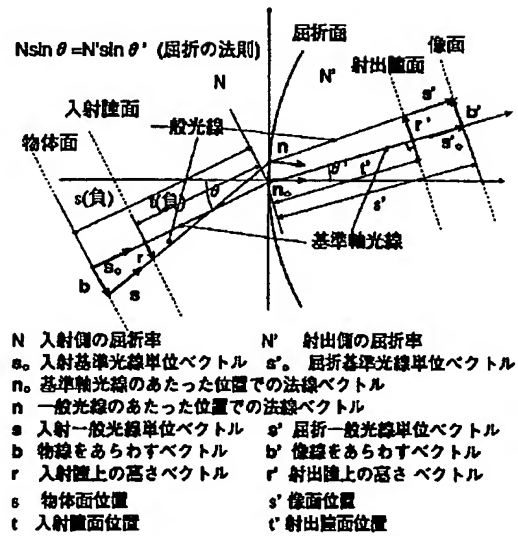 Nsinθ=N'sinθ' (屈折の法則)
屈折面
像面
N
N'
射出瞳面
入射瞳面
一般光線
物体面
s'
b'
n
r'
s'₀
s(負)
t(負)
θ
θ'
t'
n₀
s'
基準軸光線
s₀
r
b
s
N 入射側の屈折率 N' 射出側の屈折率
s₀ 入射基準光線単位ベクトル s'₀ 屈折基準光線単位ベクトル
n₀ 基準軸光線のあたった位置での法線ベクトル
n 一般光線のあたった位置での法線ベクトル
s 入射一般光線単位ベクトル s' 屈折一般光線単位ベクトル
b 物線をあらわすベクトル b' 像線をあらわすベクトル
r 入射瞳上の高さベクトル r' 射出瞳上の高さ ベクトル
s 物体面位置 s' 像面位置
t 入射瞳面位置 t' 射出瞳面位置